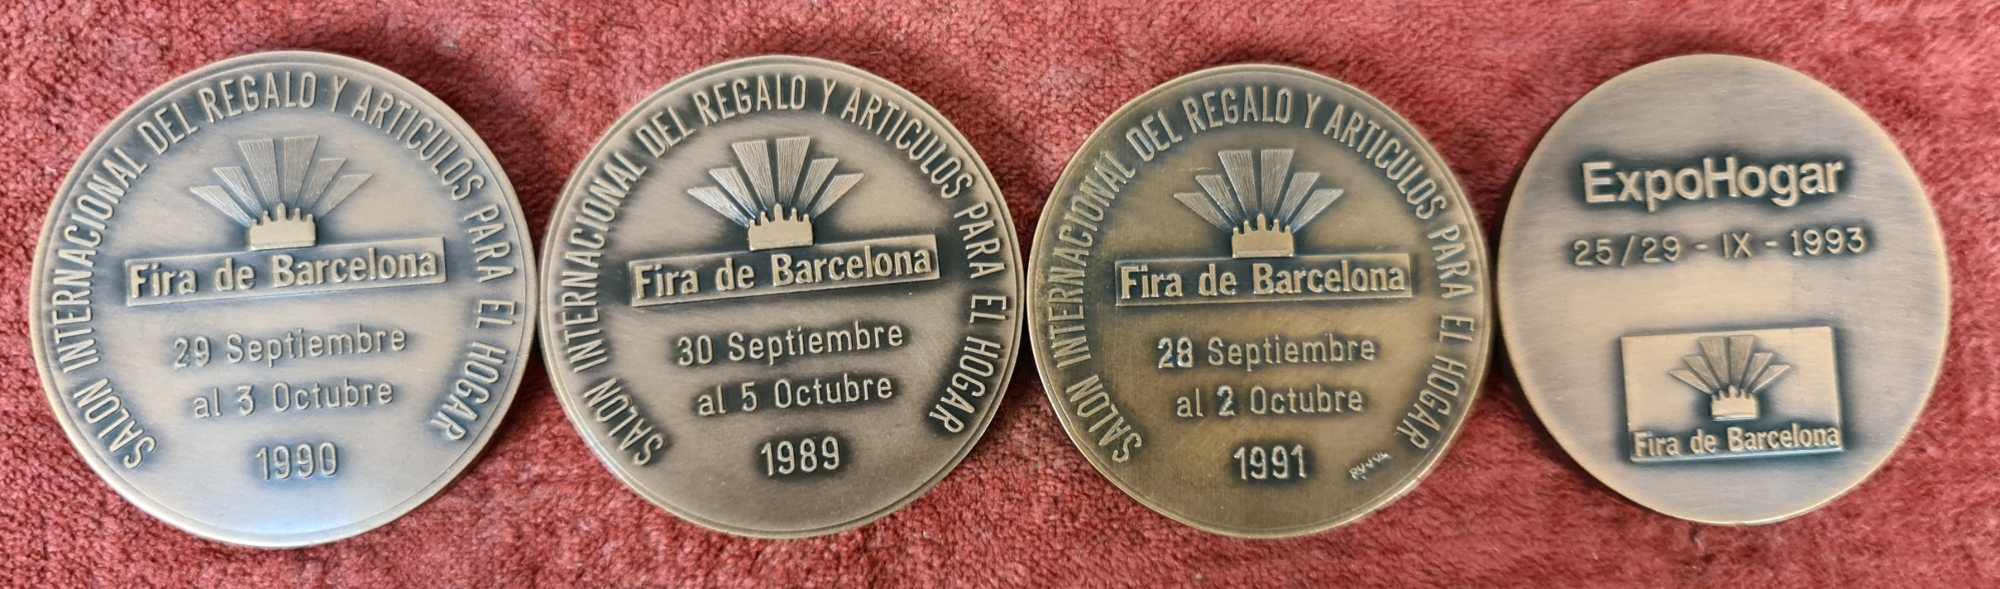 SALON INTERNACIONAL DEL REGALO Y ARTICULOS PARA EL HOGAR
Fira de Barcelona
29 Septiembre
al 3 Octubre
1990
SALON INTERNACIONAL DEL REGALO Y ARTICULOS PARA EL HOGAR
Fira de Barcelona
30 Septiembre
al 5 Octubre
1989
SALON INTERNACIONAL DEL REGALO Y ARTICULOS PARA EL HOGAR
Fira de Barcelona
28 Septiembre
al 2 Octubre
1991
ExpoHogar
25/29 - IX - 1993
Fira de Barcelona